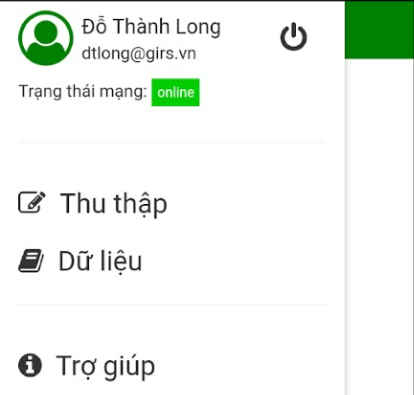 Đỗ Thành Long
dtlong@girs.vn
Trạng thái mạng: online
Thu thập
Dữ liệu
Trợ giúp